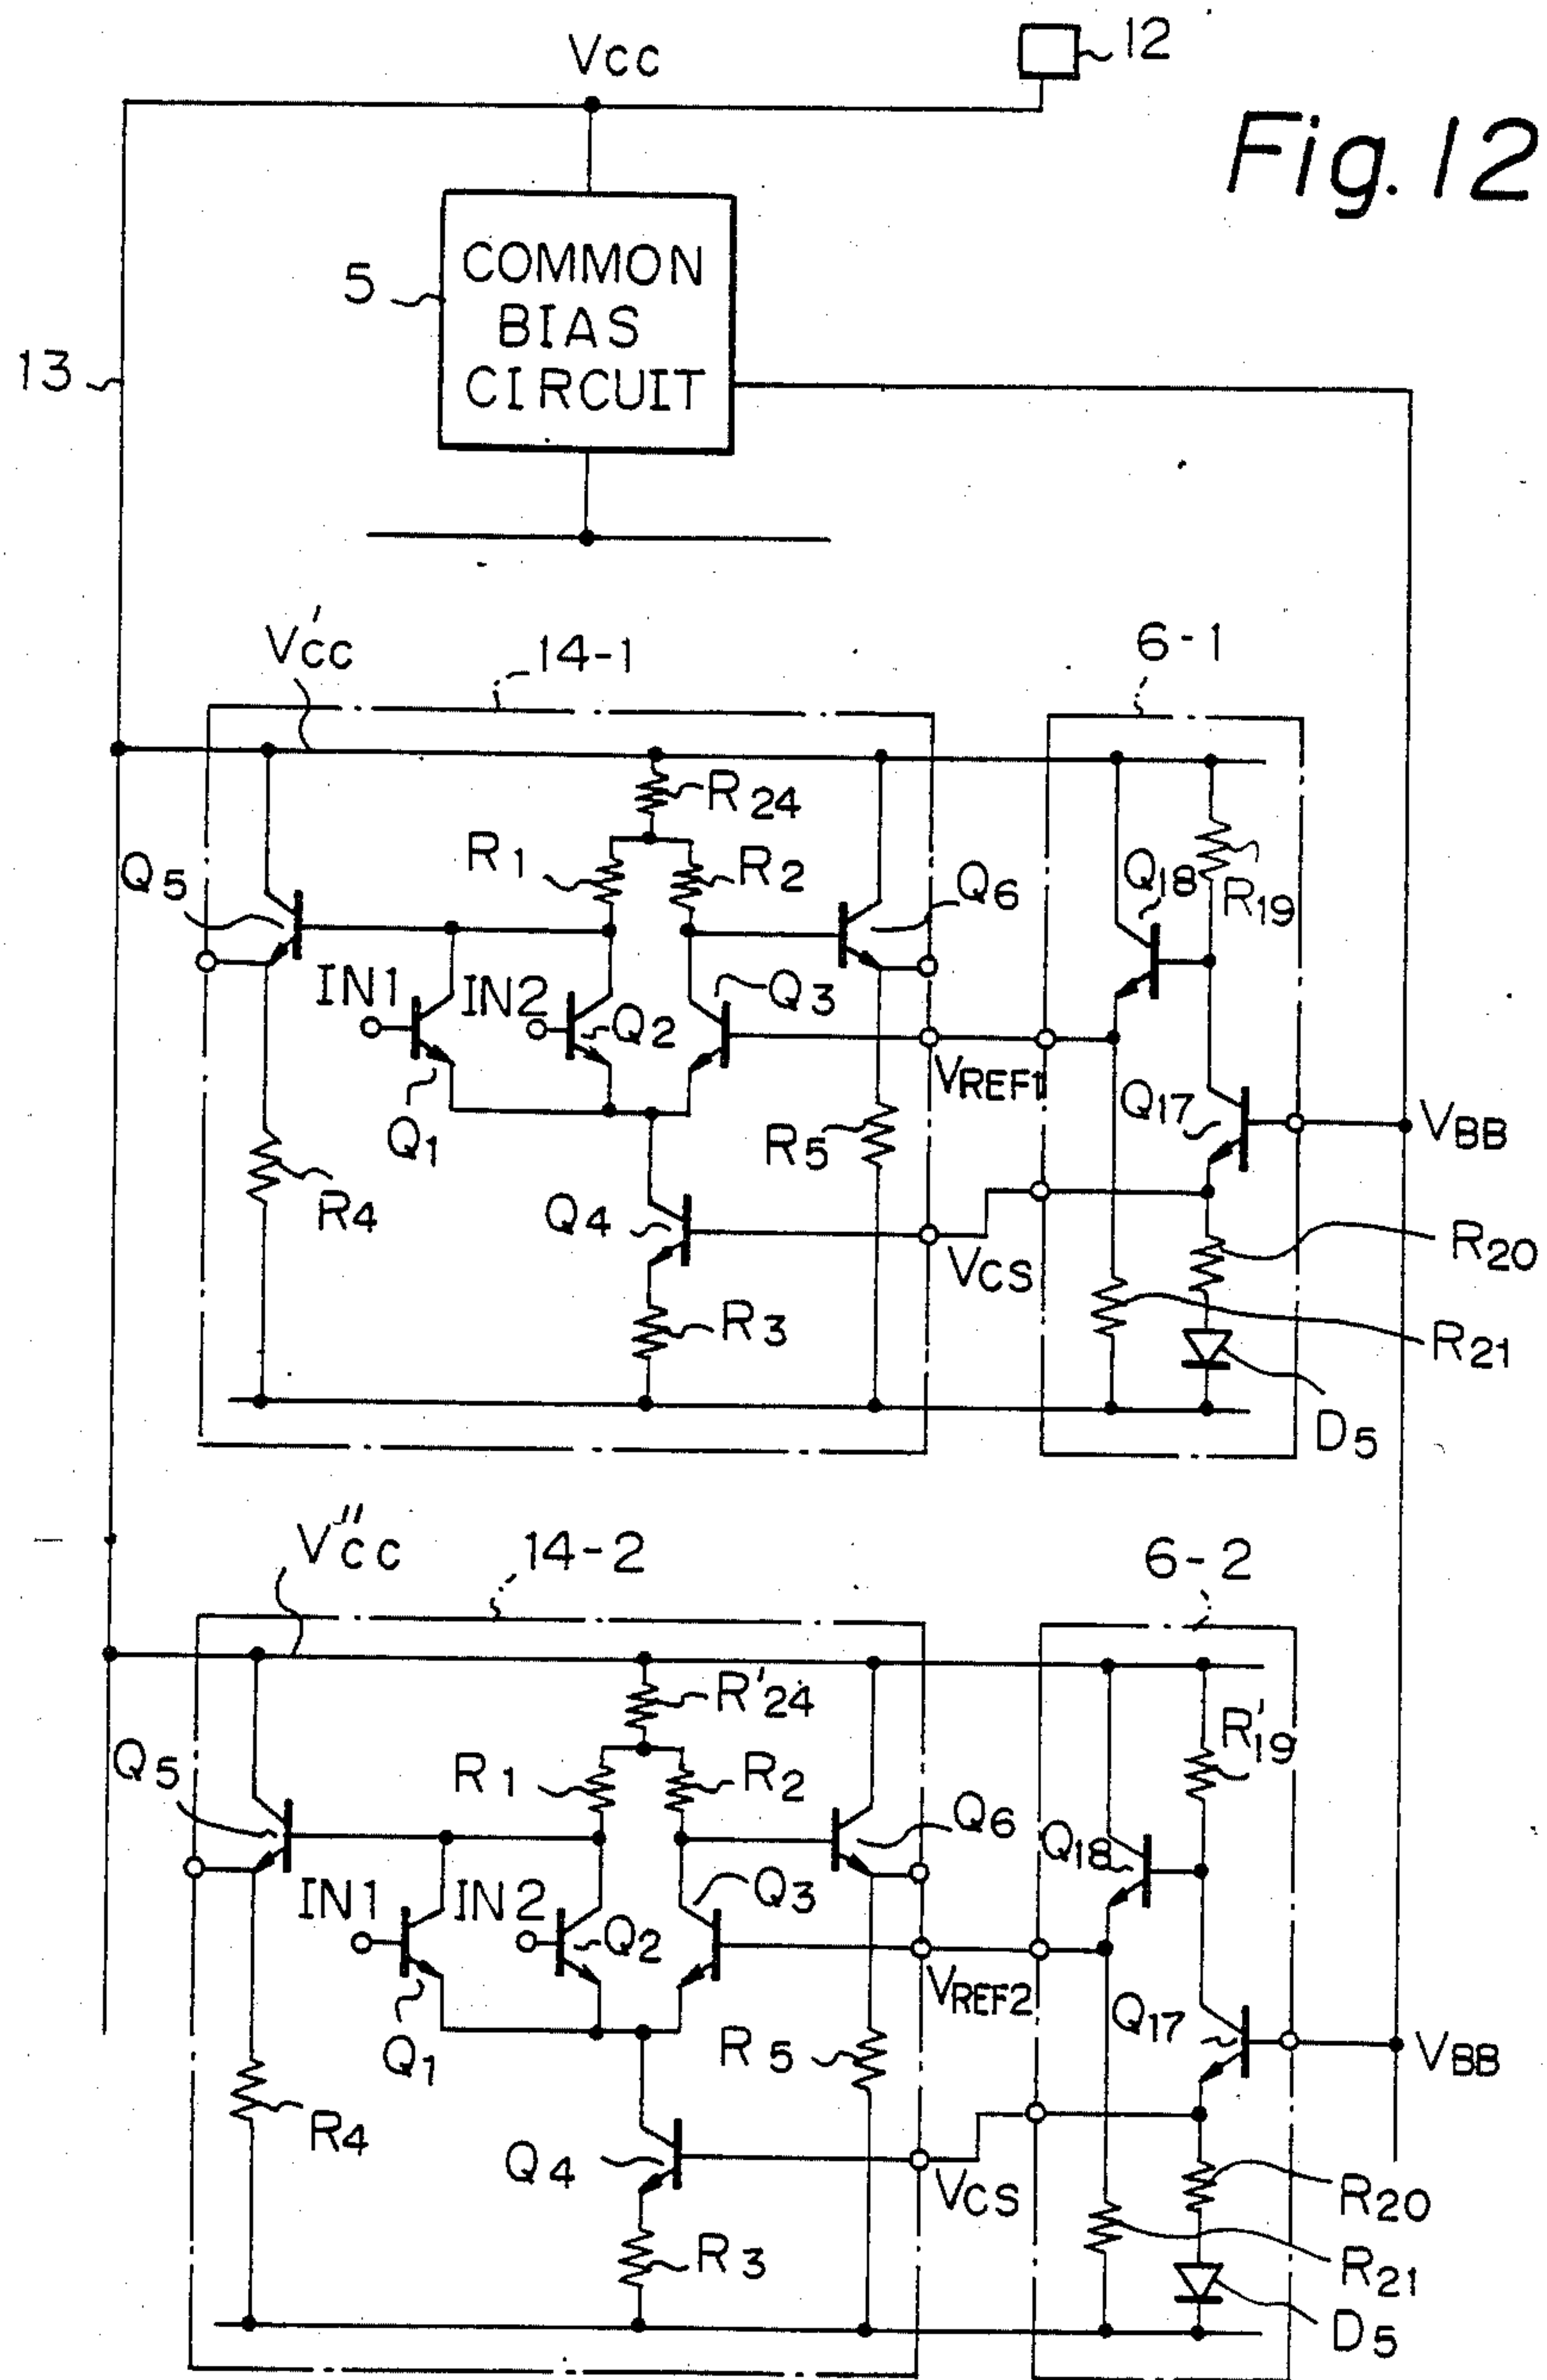 12
Vcc
Fig. 12
5
COMMON
BIAS
CIRCUIT
13
V'cc
14-1
6-1
R24
R1
R2
Q5
Q6
Q18
R19
IN1
IN2
Q2
Q3
VREF1
Q17
VBB
Q1
R5
R4
Q4
VCS
R20
R3
R21
D5
V"cc
14-2
6-2
R'24
R'19
Q5
R1
R2
Q6
Q18
IN1
IN2
Q2
Q3
VREF2
Q17
VBB
Q1
R5
R4
Q4
VCS
R20
R3
R21
D5